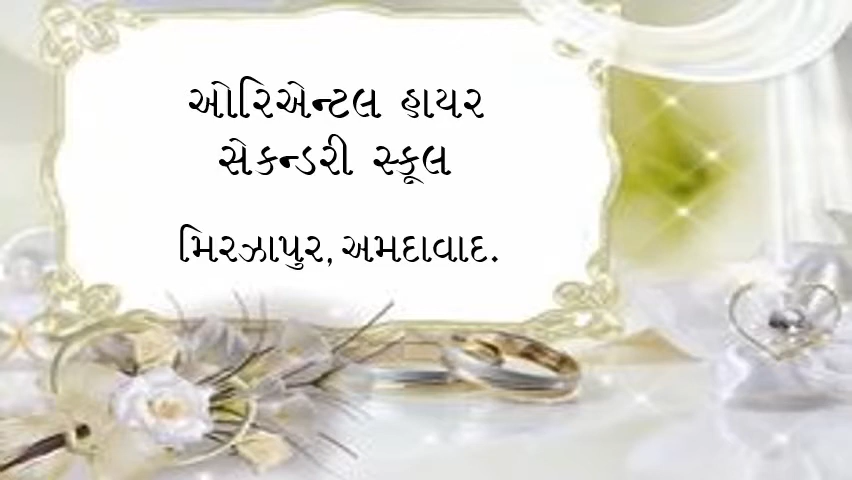 ઓરિએન્ટલ હાયર
સેકન્ડરી સ્કૂલ
મિરઝાપુર, અમદાવાદ.